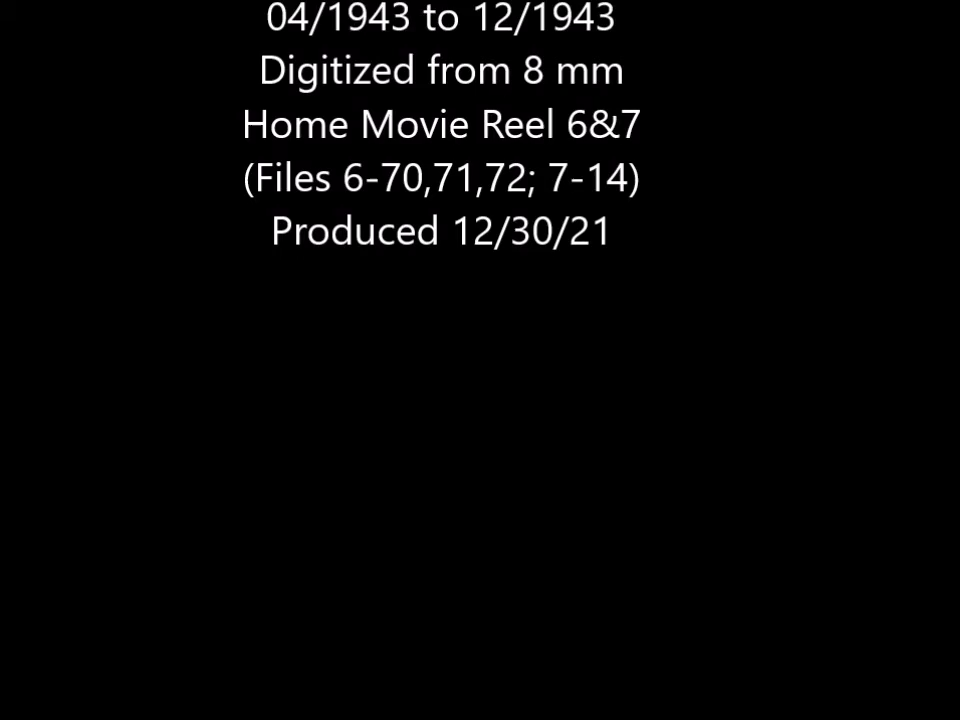 04/1943 to 12/1943
Digitized from 8 mm
Home Movie Reel 6&7
(Files 6-70,71,72; 7-14)
Produced 12/30/21